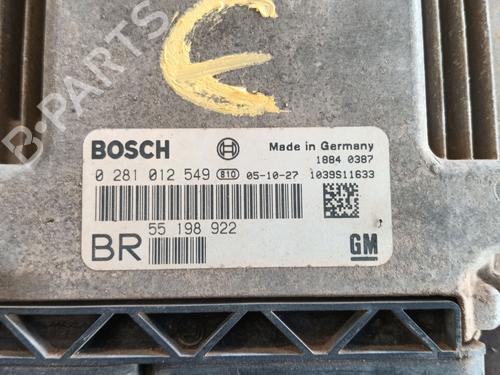 E
BOSCH Made in Germany
1884 0387
0 281 012 549 810 05-10-27 1039S11633
55 198 922
BR GM
B-PARTS